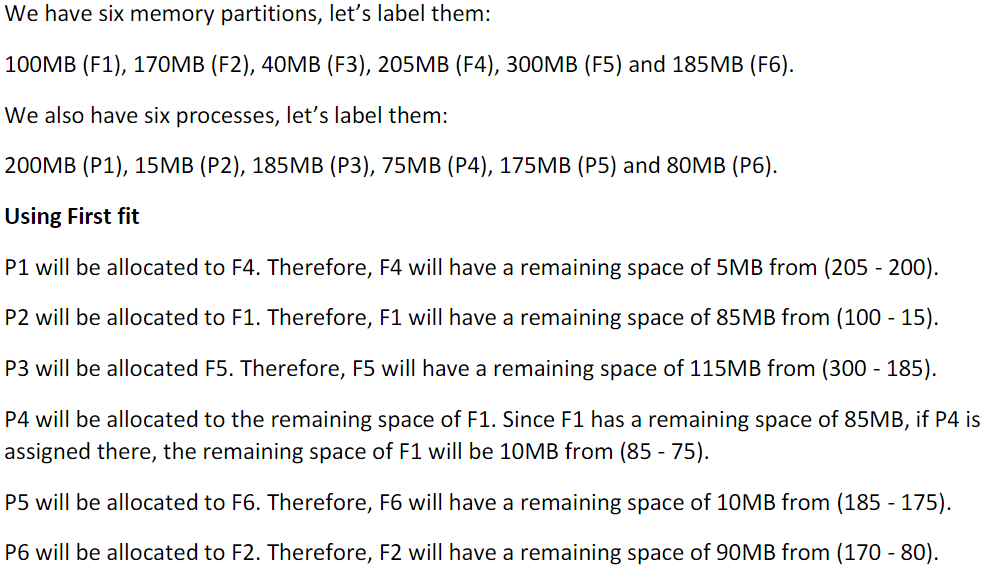 We have six memory partitions, let’s label them:
100MB (F1), 170MB (F2), 40MB (F3), 205MB (F4), 300MB (F5) and 185MB (F6).
We also have six processes, let’s label them:
200MB (P1), 15MB (P2), 185MB (P3), 75MB (P4), 175MB (P5) and 80MB (P6).
Using First fit
P1 will be allocated to F4. Therefore, F4 will have a remaining space of 5MB from (205 - 200).
P2 will be allocated to F1. Therefore, F1 will have a remaining space of 85MB from (100 - 15).
P3 will be allocated F5. Therefore, F5 will have a remaining space of 115MB from (300 - 185).
P4 will be allocated to the remaining space of F1. Since F1 has a remaining space of 85MB, if P4 is
assigned there, the remaining space of F1 will be 10MB from (85 - 75).
P5 will be allocated to F6. Therefore, F6 will have a remaining space of 10MB from (185 - 175).
P6 will be allocated to F2. Therefore, F2 will have a remaining space of 90MB from (170 - 80).